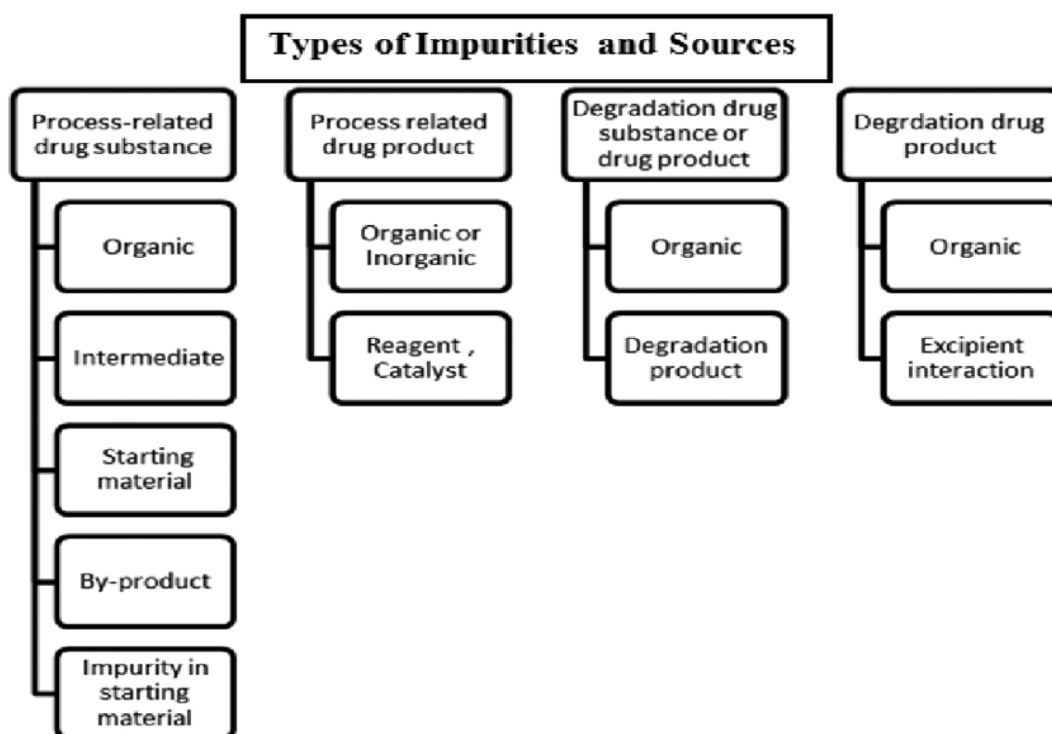 Types of Impurities and Sources
Process-related
drug substance
Organic
Intermediate
Starting
material
By-product
Impurity in
starting
material
Process related
drug product
Organic or
Inorganic
Reagent ,
Catalyst
Degradation drug
substance or
drug product
Organic
Degradation
product
Degrdation drug
product
Organic
Excipient
interaction